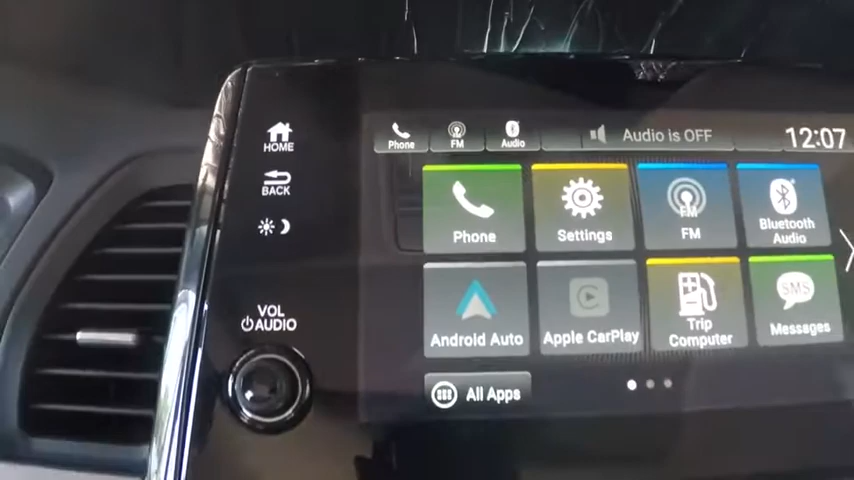 HOME
BACK
VOL
AUDIO
Phone
FM
Audio
Audio is OFF
12:07
Phone
Settings
FM
FM
Bluetooth
Audio
Android Auto
Apple CarPlay
Trip
Computer
SMS
Messages
All Apps